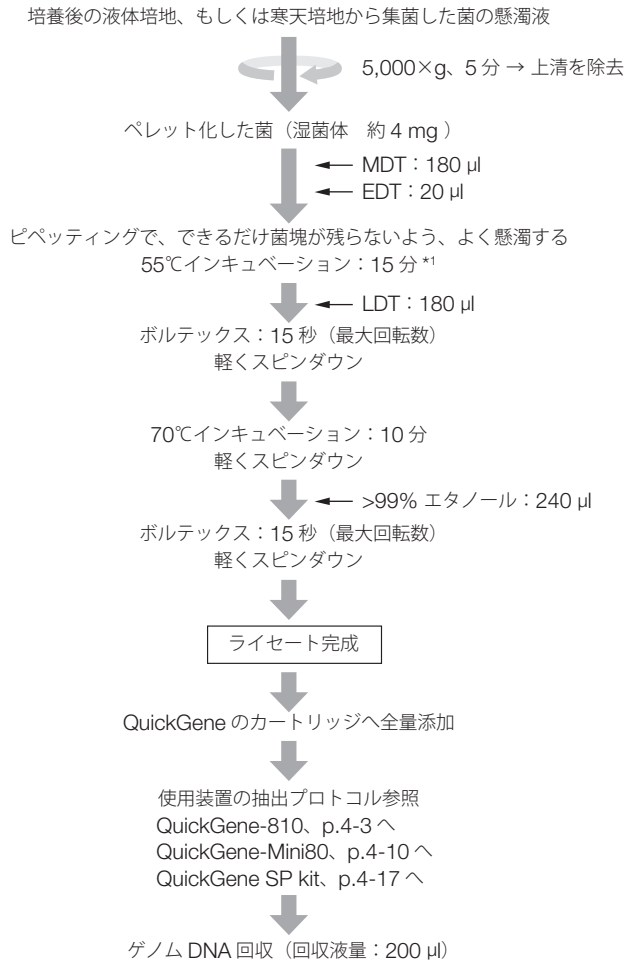 培養後の液体培地、もしくは寒天培地から集菌した菌の懸濁液
5,000×g、5 分 → 上清を除去
ペレット化した菌（湿菌体　約 4 mg ）
MDT：180 µl
EDT：20 µl
ピペッティングで、できるだけ菌塊が残らないよう、よく懸濁する
55℃インキュベーション：15 分 *1
LDT：180 µl
ボルテックス：15 秒（最大回転数）
軽くスピンダウン
70℃インキュベーション：10 分
軽くスピンダウン
>99% エタノール：240 µl
ボルテックス：15 秒（最大回転数）
軽くスピンダウン
ライセート完成
QuickGene のカートリッジへ全量添加
使用装置の抽出プロトコル参照
QuickGene-810、p.4-3 へ
QuickGene-Mini80、p.4-10 へ
QuickGene SP kit、p.4-17 へ
ゲノム DNA 回収（回収液量：200 µl）